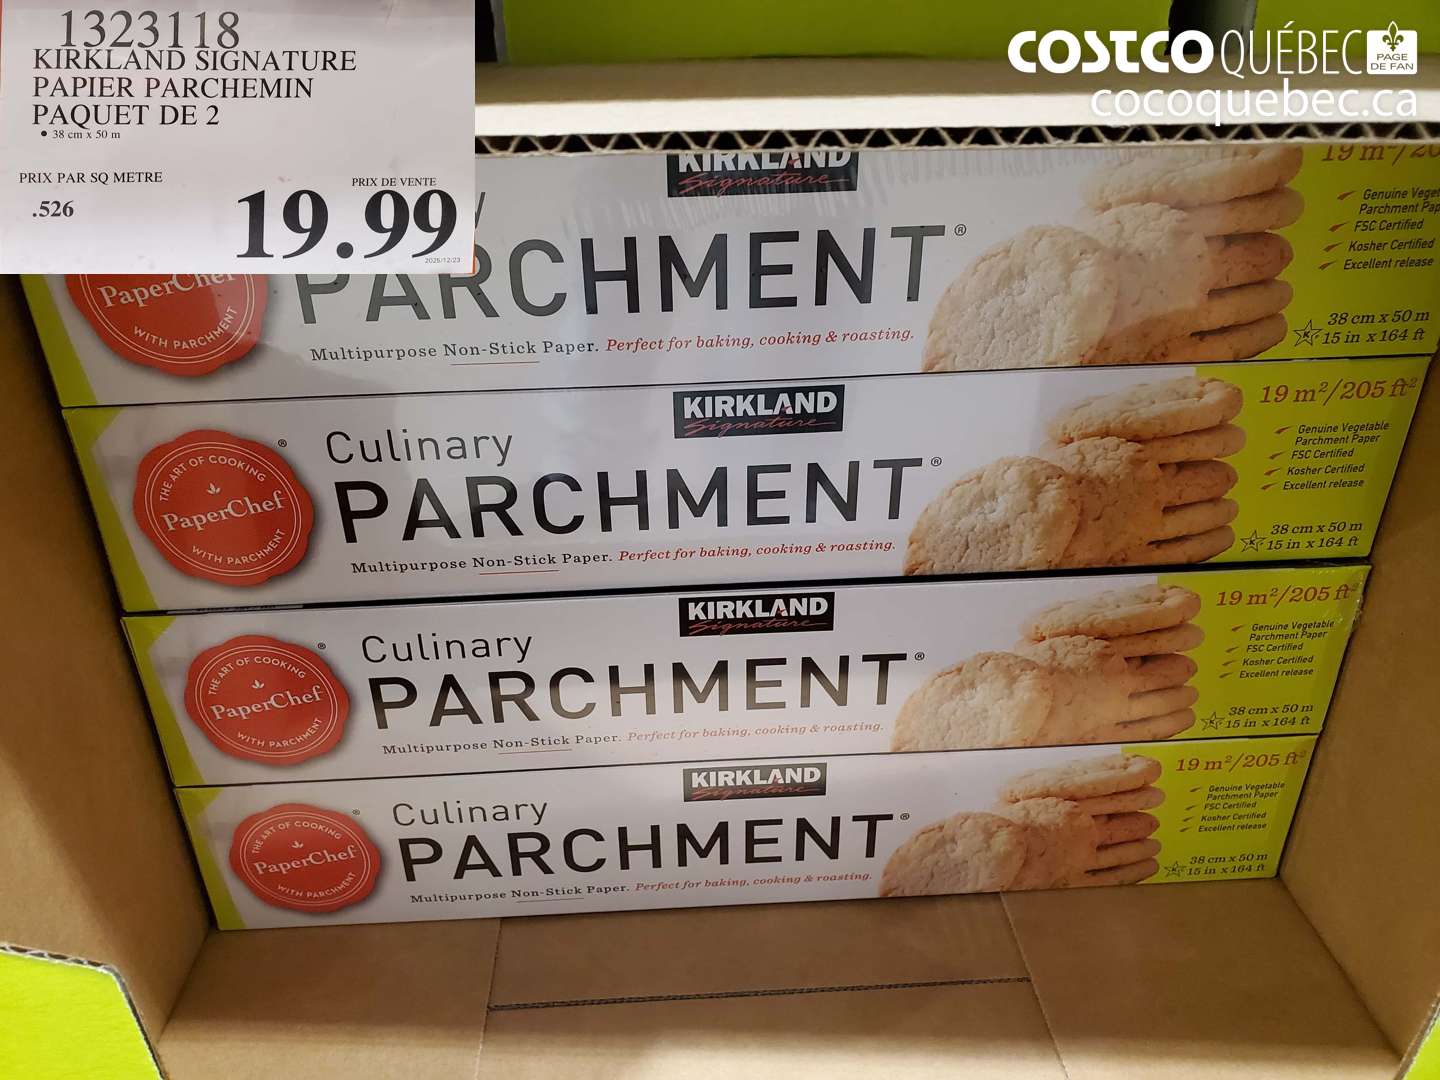 1323118
KIRKLAND SIGNATURE
PAPIER PARCHEMIN
PAQUET DE 2
• 38 cm x 50 m
PRIX PAR SQ METRE
.526
PRIX DE VENTE
19.99
2025/12/23
COSTCO QUÉBEC PAGE DE FAN
cocoquebec.ca
KIRKLAND
Signature
19 m²/20
PaperChef
WITH PARCHMENT
PARCHMENT®
Multipurpose Non-Stick Paper. Perfect for baking, cooking & roasting.
Genuine Veget
Parchment Pap
FSC Certified
Kosher Certified
Excellent release
K
38 cm x 50 m
15 in x 164 ft
KIRKLAND
Signature
THE ART OF COOKING
PaperChef
WITH PARCHMENT
®
Culinary
PARCHMENT®
Multipurpose Non-Stick Paper. Perfect for baking, cooking & roasting.
19 m²/205 ft²
Genuine Vegetable
Parchment Paper
FSC Certified
Kosher Certified
Excellent release
K
38 cm x 50 m
15 in x 164 ft
KIRKLAND
Signature
THE ART OF COOKING
PaperChef
WITH PARCHMENT
®
Culinary
PARCHMENT®
Multipurpose Non-Stick Paper. Perfect for baking, cooking & roasting.
19 m²/205 ft²
Genuine Vegetable
Parchment Paper
FSC Certified
Kosher Certified
Excellent release
K
38 cm x 50 m
15 in x 164 ft
KIRKLAND
Signature
THE ART OF COOKING
PaperChef
WITH PARCHMENT
®
Culinary
PARCHMENT®
Multipurpose Non-Stick Paper. Perfect for baking, cooking & roasting.
19 m²/205 ft²
Genuine Vegetable
Parchment Paper
FSC Certified
Kosher Certified
Excellent release
K
38 cm x 50 m
15 in x 164 ft